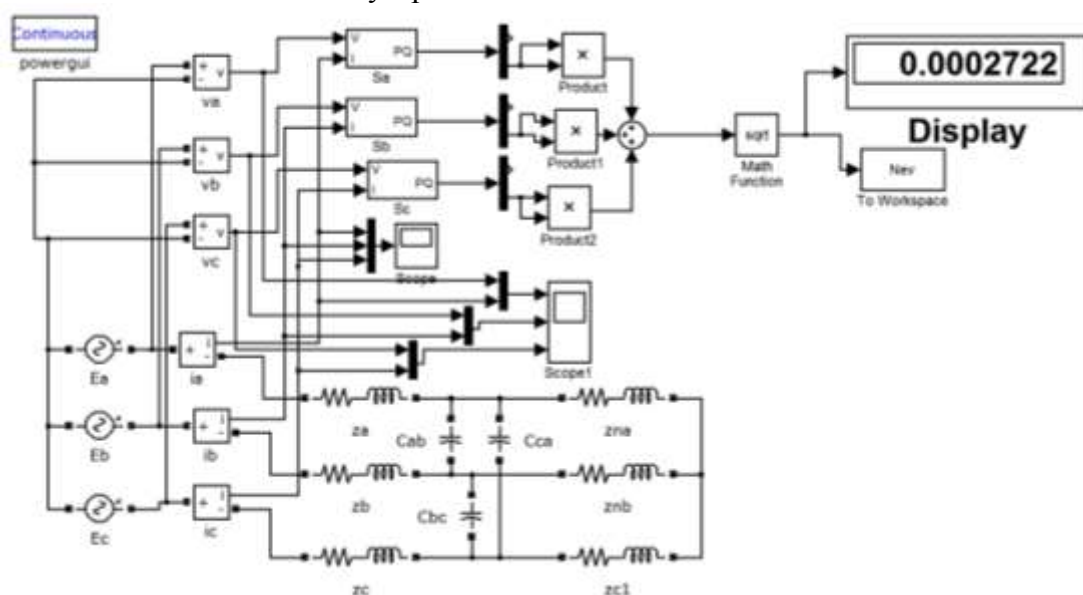 Continuous
powergui
+
-
v
va
+
-
v
vb
+
-
v
vc
V
I
PQ
Sa
V
I
PQ
Sb
V
I
PQ
Sc
×
Product
×
Product1
×
Product2
sqrt
Math
Function
0.0002722
Display
Nev
To Workspace
Scope
Scope1
Ea
+
i
-
ia
Eb
+
i
-
ib
Ec
+
i
-
ic
za
Cab
Cca
zna
zb
Cbc
znb
zc
zc1